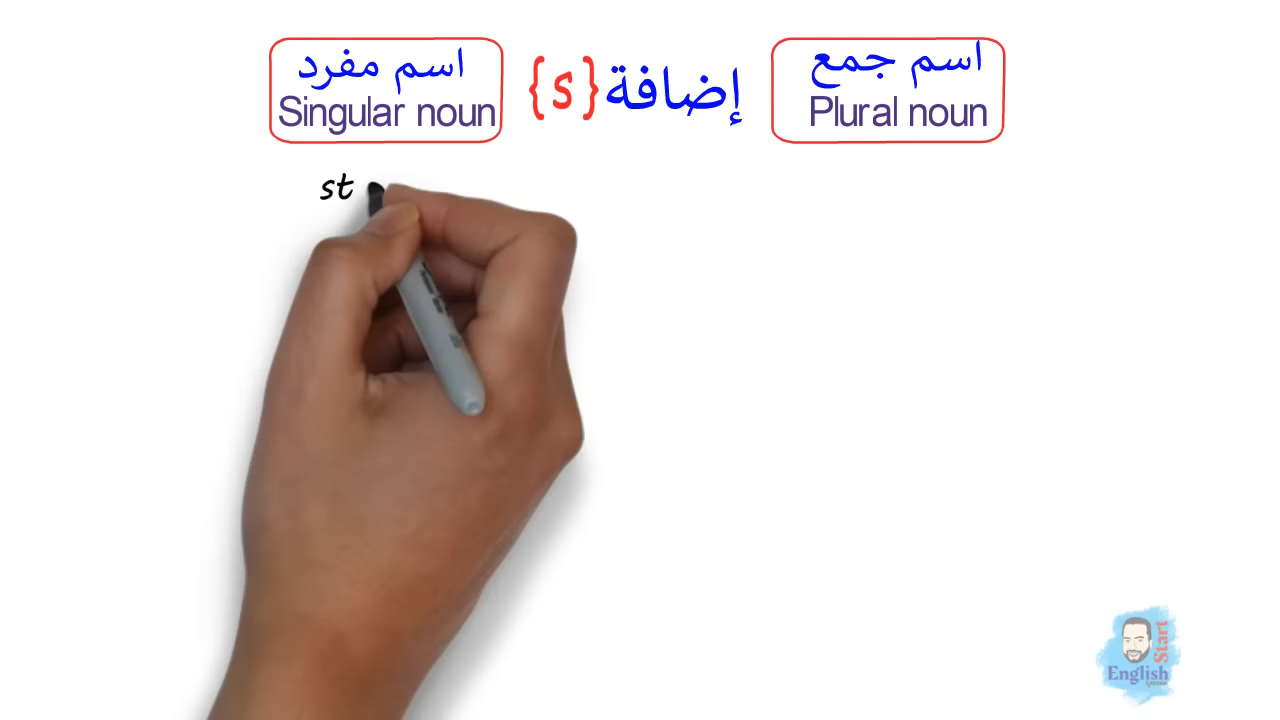 اسم مفرد
Singular noun
إضافة {s}
اسم جمع
Plural noun
st
English
Start